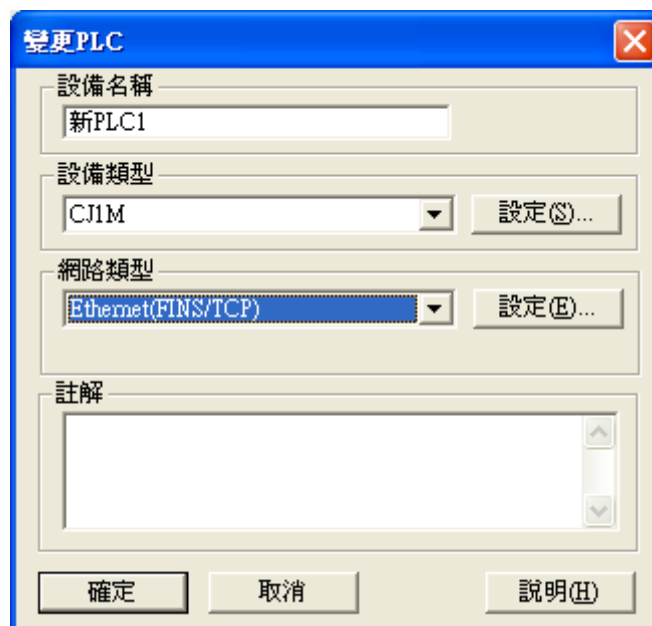 變更PLC
設備名稱
新PLC1
設備類型
CJ1M
設定(S)...
網路類型
Ethernet(FINS/TCP)
設定(E)...
註解
確定
取消
說明(H)